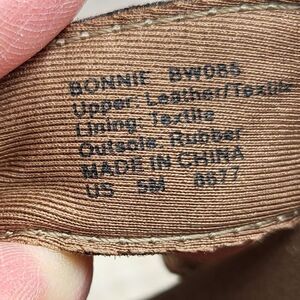 BONNIE BW085
Upper: Leather/Textile
Lining: Textile
Outsole: Rubber
MADE IN CHINA
US 5M 8677